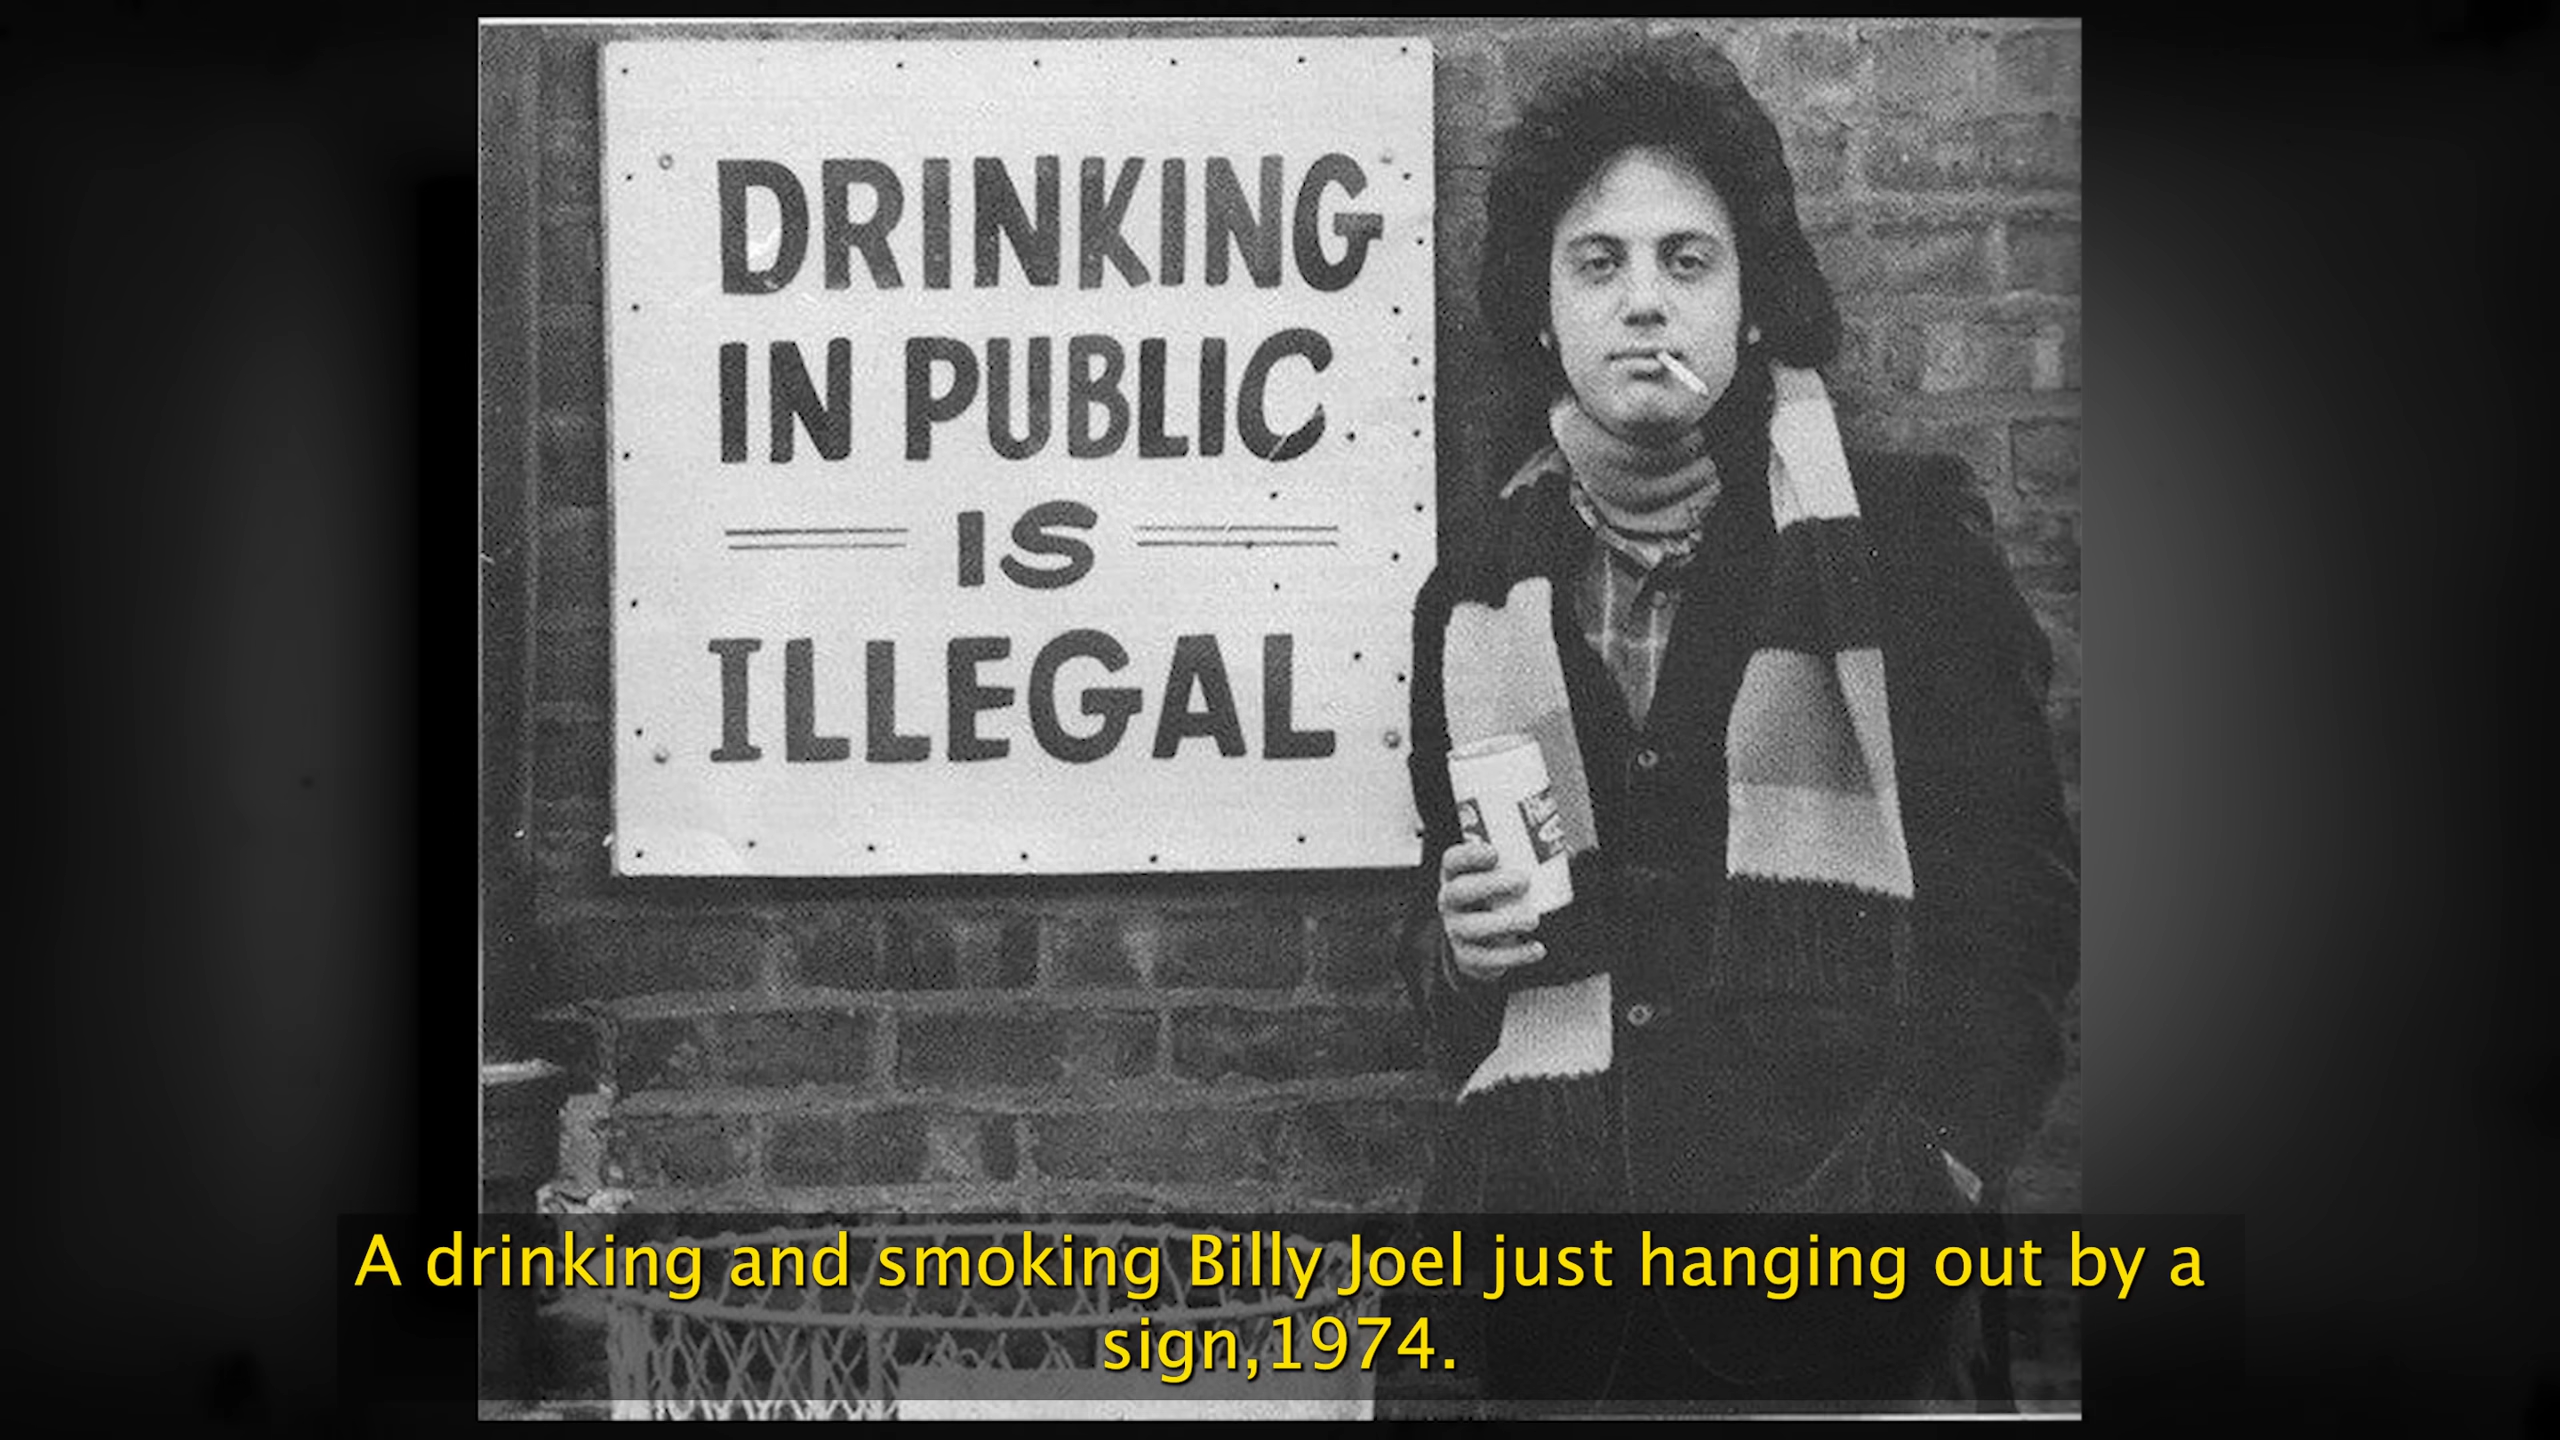 DRINKING
IN PUBLIC
IS
ILLEGAL
A drinking and smoking Billy Joel just hanging out by a
sign,1974.